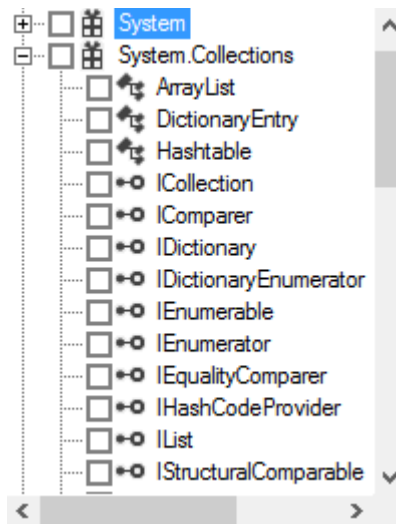 System
System.Collections
ArrayList
DictionaryEntry
Hashtable
ICollection
IComparer
IDictionary
IDictionaryEnumerator
IEnumerable
IEnumerator
IEqualityComparer
IHashCodeProvider
IList
IStructuralComparable